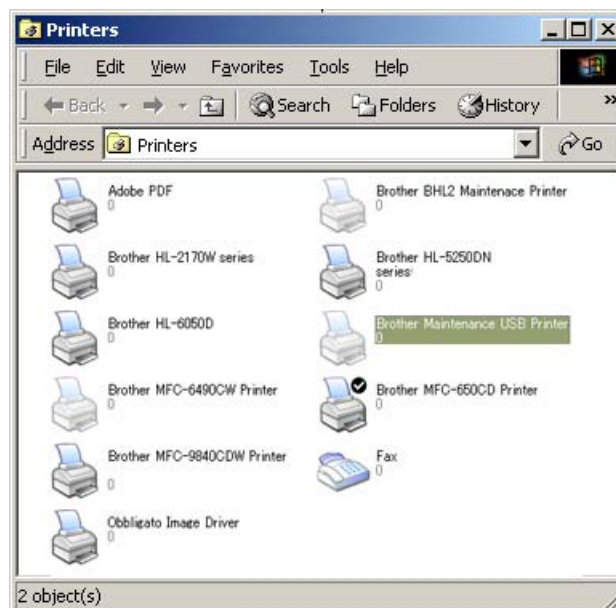 Printers
File Edit View Favorites Tools Help
Back Search Folders History »
Address Printers Go
Adobe PDF
0
Brother BHL2 Maintenace Printer
0
Brother HL-2170W series
0
Brother HL-5250DN
series
0
Brother HL-6050D
0
Brother Maintenance USB Printer
0
Brother MFC-6490CW Printer
0
Brother MFC-650CD Printer
0
Brother MFC-9840CDW Printer
0
Fax
0
Obbligato Image Driver
0
2 object(s)